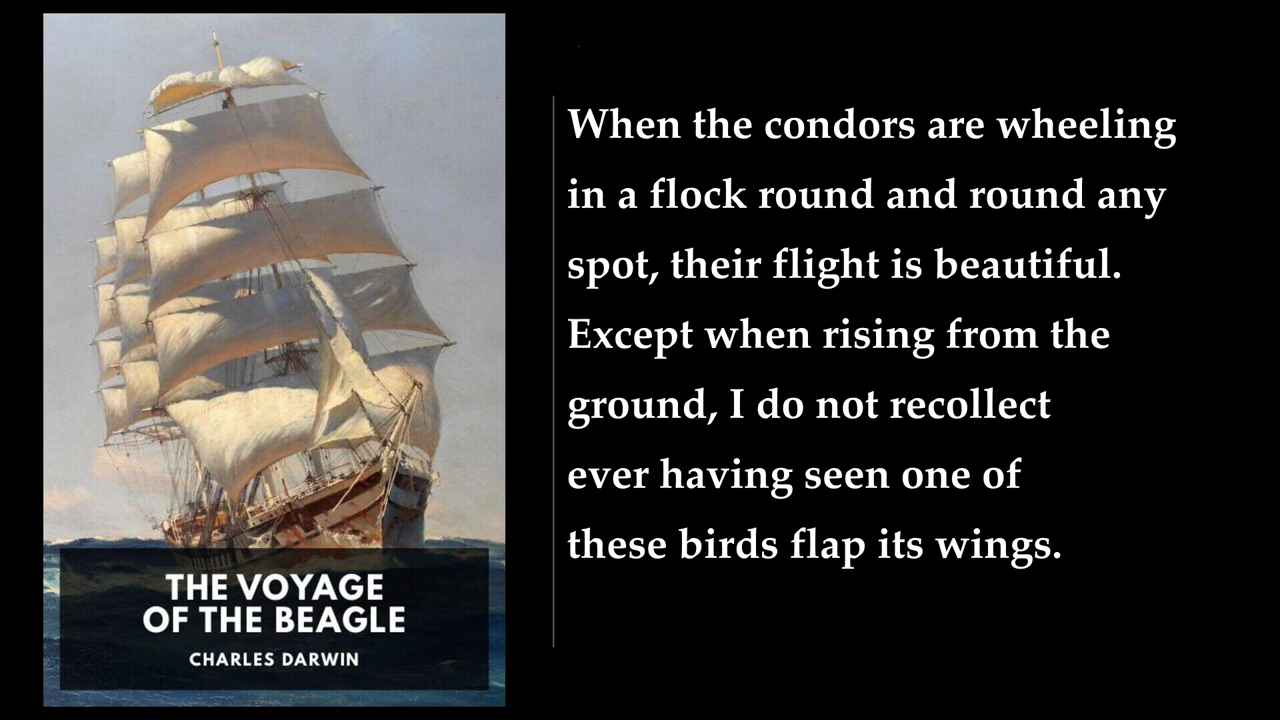 THE VOYAGE
OF THE BEAGLE
CHARLES DARWIN
When the condors are wheeling
in a flock round and round any
spot, their flight is beautiful.
Except when rising from the
ground, I do not recollect
ever having seen one of
these birds flap its wings.